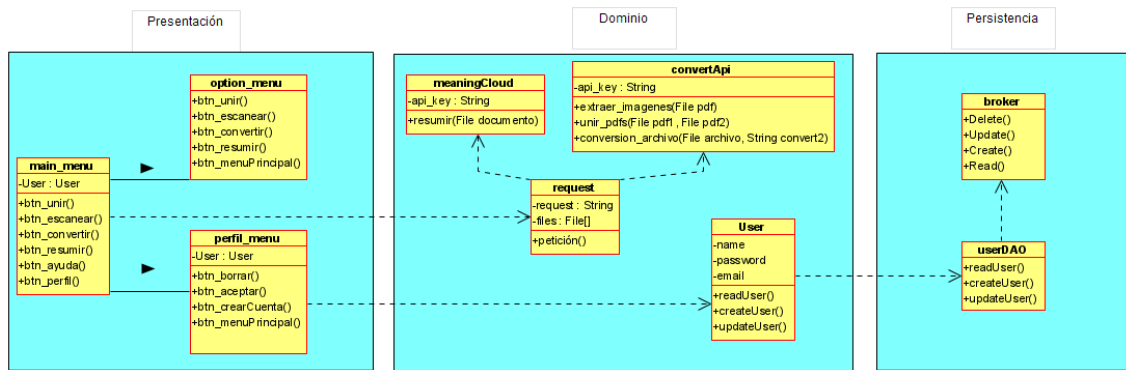 Presentación
Dominio
Persistencia
option_menu
+btn_unir()
+btn_escanear()
+btn_convertir()
+btn_resumir()
+btn_menuPrincipal()
main_menu
-User : User
+btn_unir()
+btn_escanear()
+btn_convertir()
+btn_resumir()
+btn_ayuda()
+btn_perfil()
perfil_menu
-User : User
+btn_borrar()
+btn_aceptar()
+btn_crearCuenta()
+btn_menuPrincipal()
meaningCloud
-api_key : String
+resumir(File documento)
convertApi
-api_key : String
+extraer_imagenes(File pdf)
+unir_pdfs(File pdf1 , File pdf2)
+conversion_archivo(File archivo, String convert2)
request
-request : String
-files : File[]
+petición()
User
-name
-password
-email
+readUser()
+createUser()
+updateUser()
broker
+Delete()
+Update()
+Create()
+Read()
userDAO
+readUser()
+createUser()
+updateUser()